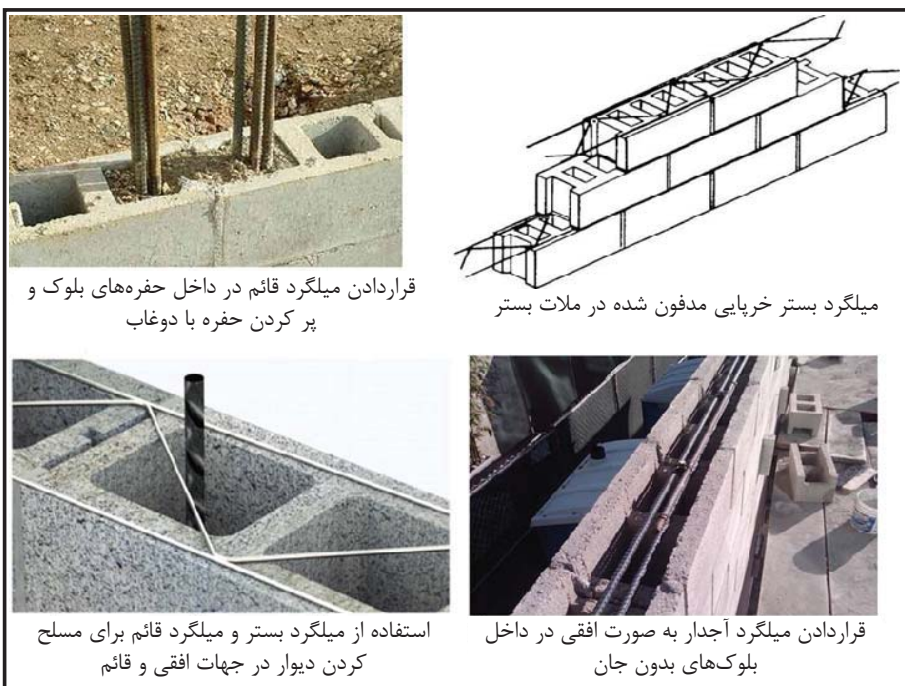 میلگرد بستر خرپایی مدفون شده در ملات بستر
قراردادن میلگرد قائم در داخل حفره‌های بلوک و
پر کردن حفره با دوغاب
قراردادن میلگرد آجدار به صورت افقی در داخل
بلوک‌های بدون جان
استفاده از میلگرد بستر و میلگرد قائم برای مسلح
کردن دیوار در جهات افقی و قائم